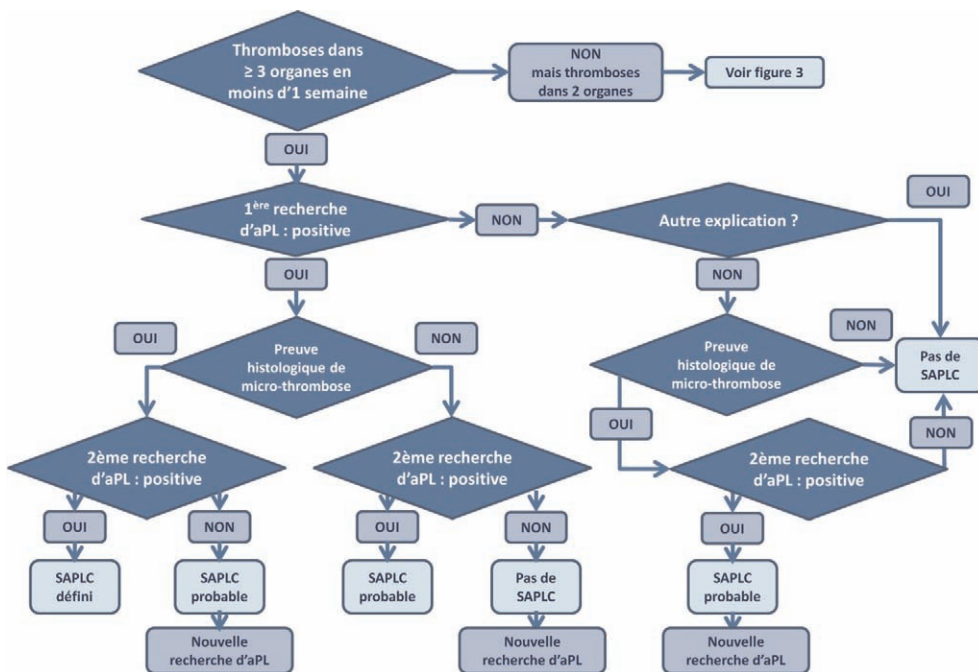 Thromboses dans
≥ 3 organes en
moins d'1 semaine
NON
mais thromboses
dans 2 organes
Voir figure 3
OUI
1ère recherche
d'aPL : positive
NON
Autre explication ?
OUI
OUI
NON
OUI
Preuve
histologique de
micro-thrombose
NON
Preuve
histologique de
micro-thrombose
NON
Pas de
SAPLC
OUI
NON
2ème recherche
d'aPL : positive
2ème recherche
d'aPL : positive
2ème recherche
d'aPL : positive
OUI
NON
OUI
NON
OUI
SAPLC
défini
SAPLC
probable
SAPLC
probable
Pas de
SAPLC
SAPLC
probable
Nouvelle
recherche d'aPL
Nouvelle
recherche d'aPL
Nouvelle
recherche d'aPL